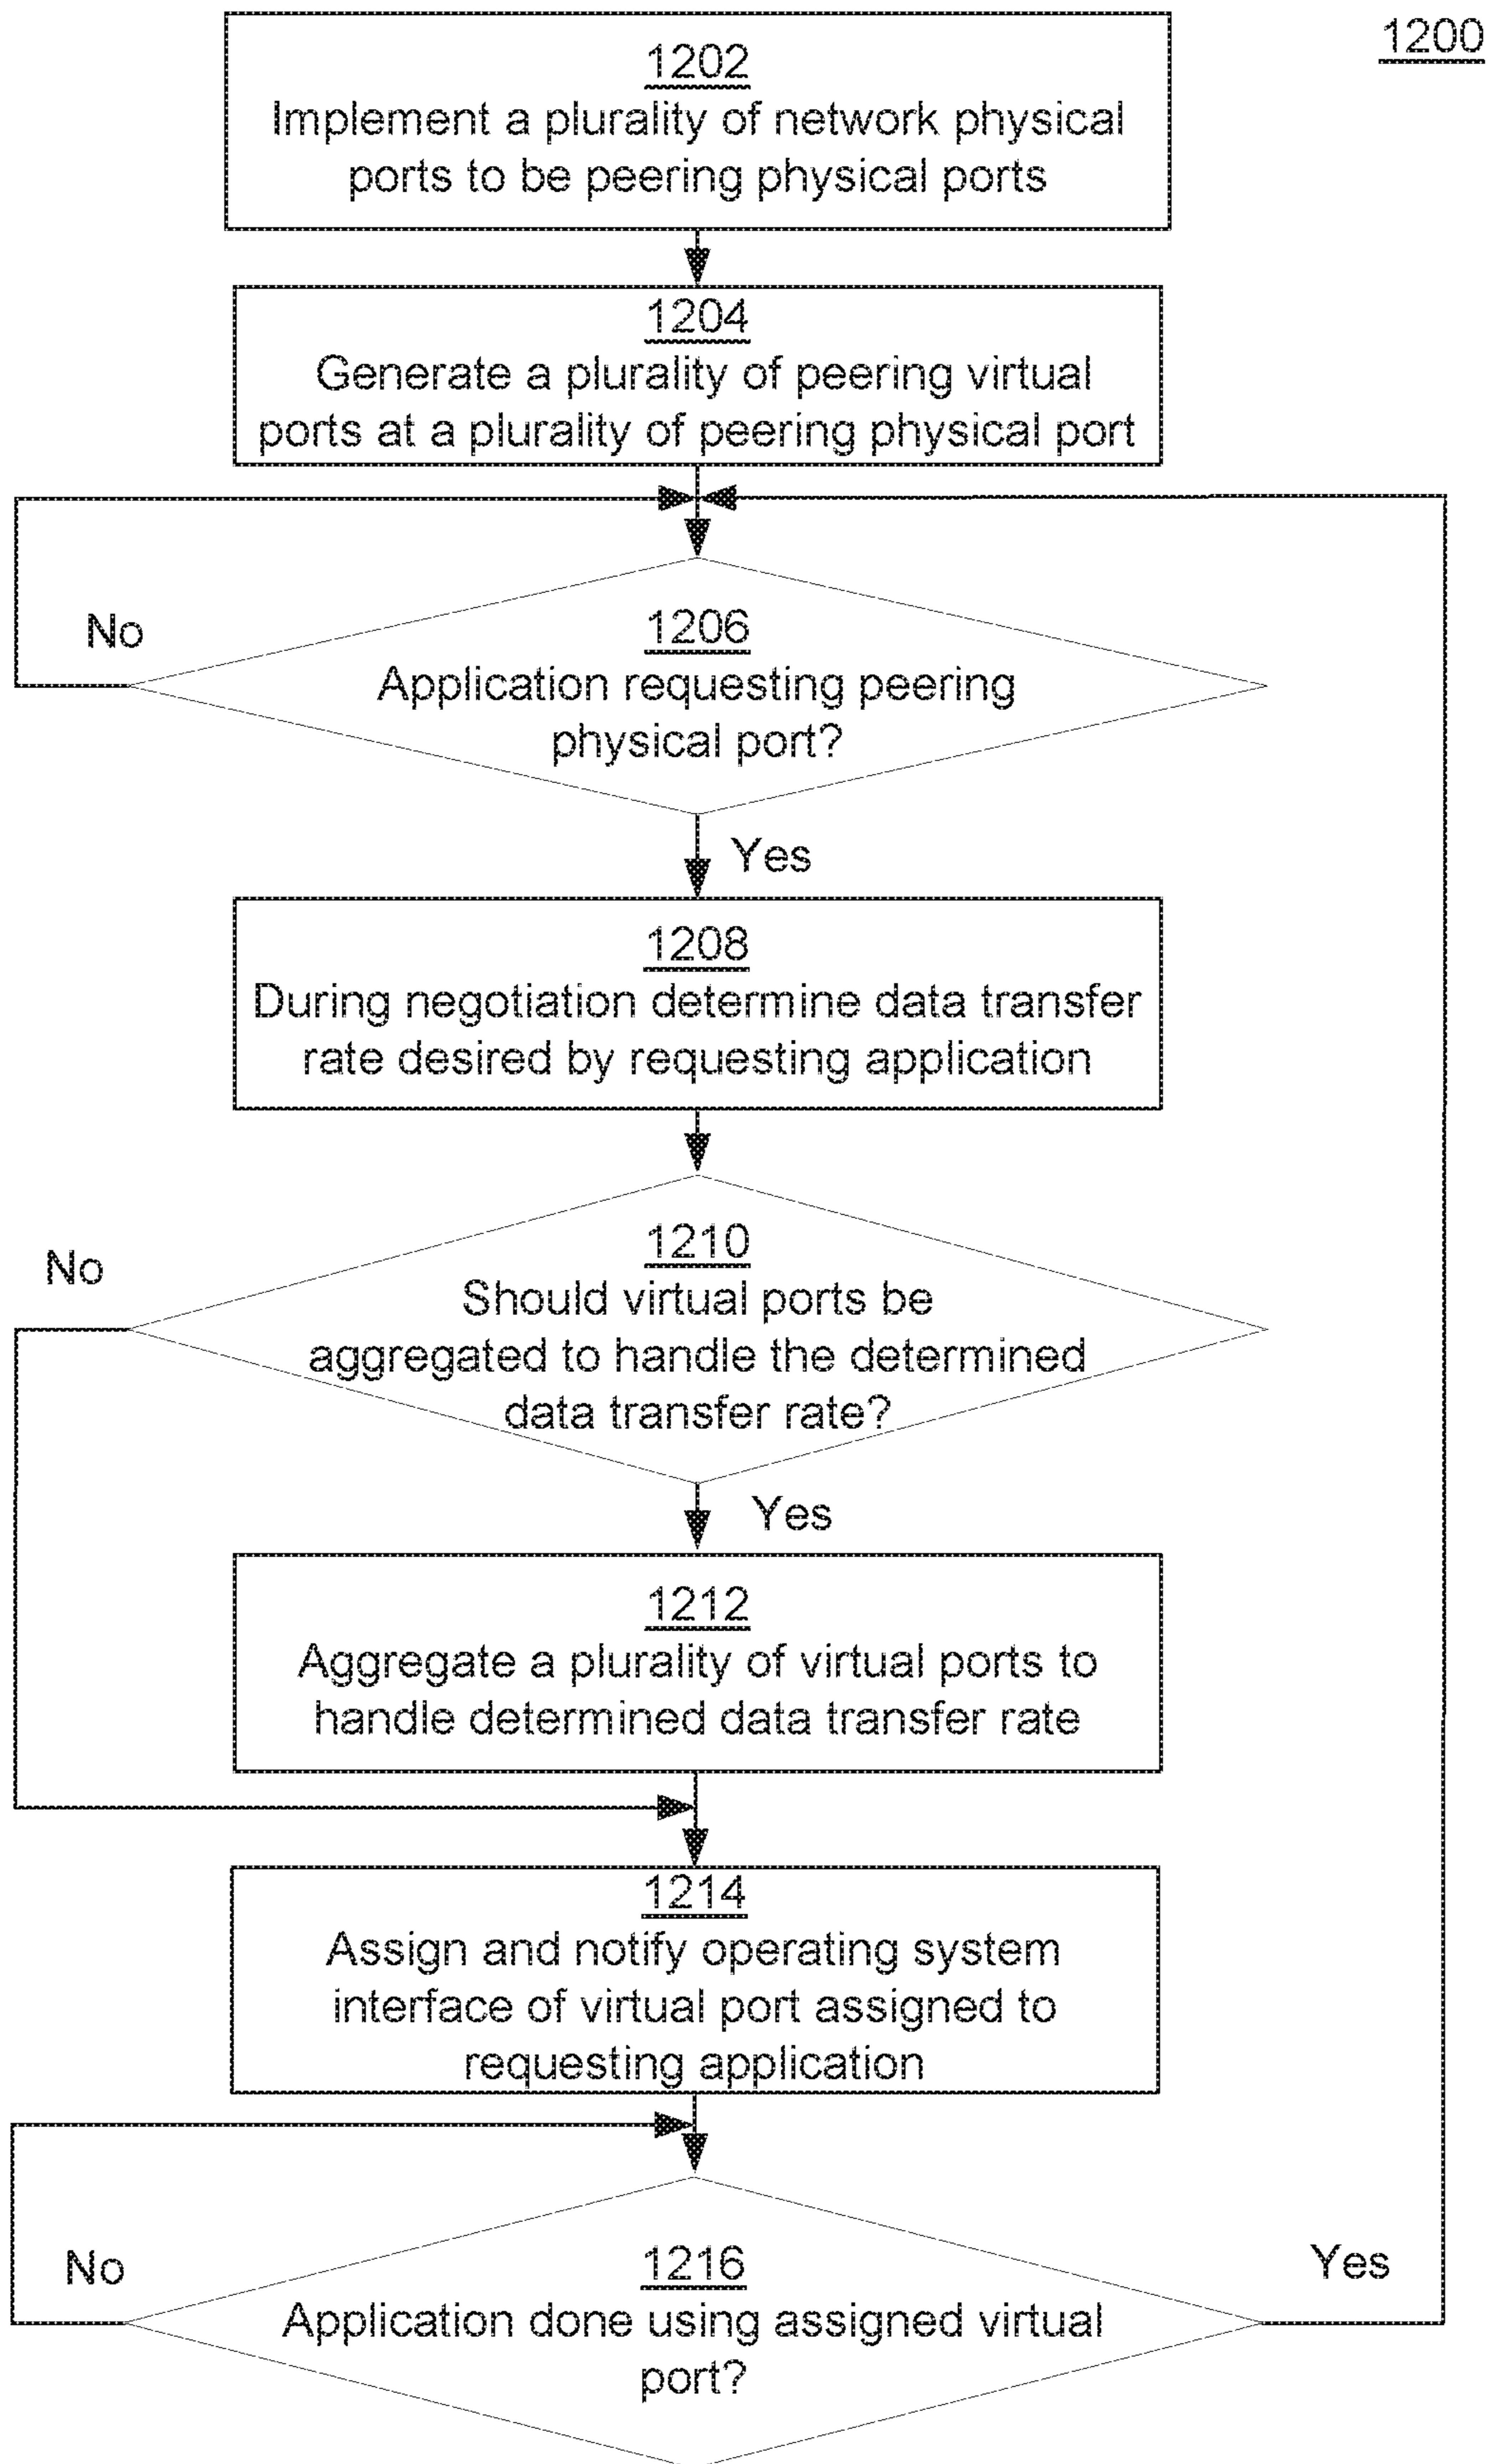 1200
1202
Implement a plurality of network physical
ports to be peering physical ports
1204
Generate a plurality of peering virtual
ports at a plurality of peering physical port
No
1206
Application requesting peering
physical port?
Yes
1208
During negotiation determine data transfer
rate desired by requesting application
No
1210
Should virtual ports be
aggregated to handle the determined
data transfer rate?
Yes
1212
Aggregate a plurality of virtual ports to
handle determined data transfer rate
1214
Assign and notify operating system
interface of virtual port assigned to
requesting application
No
1216
Yes
Application done using assigned virtual
port?